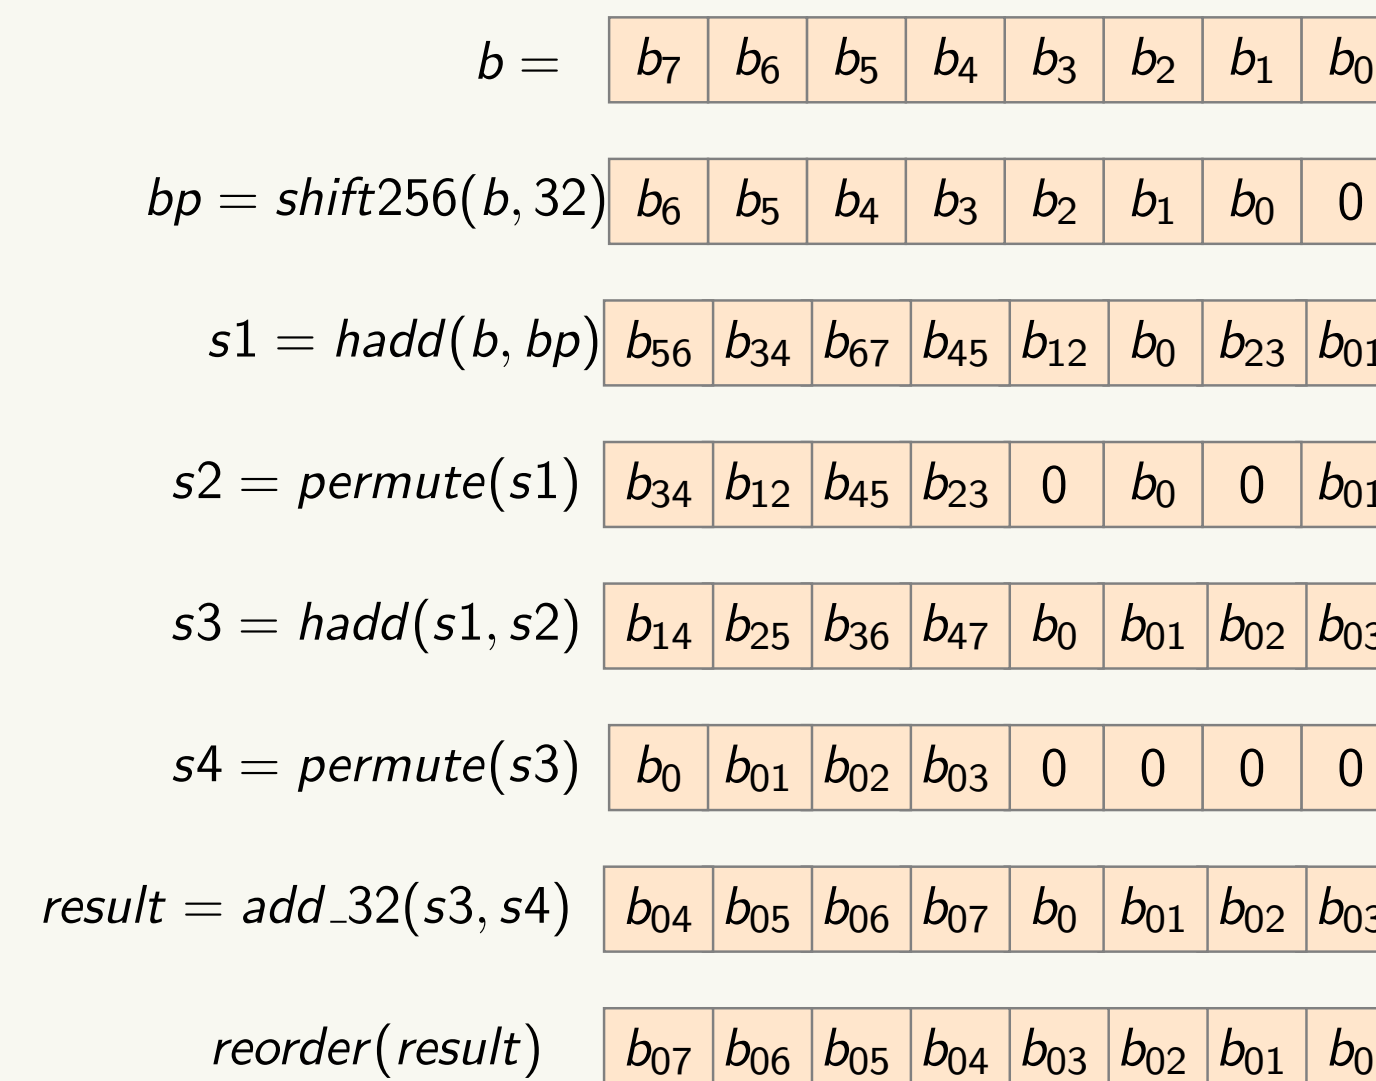 b = b7 b6 b5 b4 b3 b2 b1 b0
bp = shift256(b, 32) b6 b5 b4 b3 b2 b1 b0 0
s1 = hadd(b, bp) b56 b34 b67 b45 b12 b0 b23 b01
s2 = permute(s1) b34 b12 b45 b23 0 b0 0 b01
s3 = hadd(s1, s2) b14 b25 b36 b47 b0 b01 b02 b03
s4 = permute(s3) b0 b01 b02 b03 0 0 0 0
result = add_32(s3, s4) b04 b05 b06 b07 b0 b01 b02 b03
reorder(result) b07 b06 b05 b04 b03 b02 b01 b0